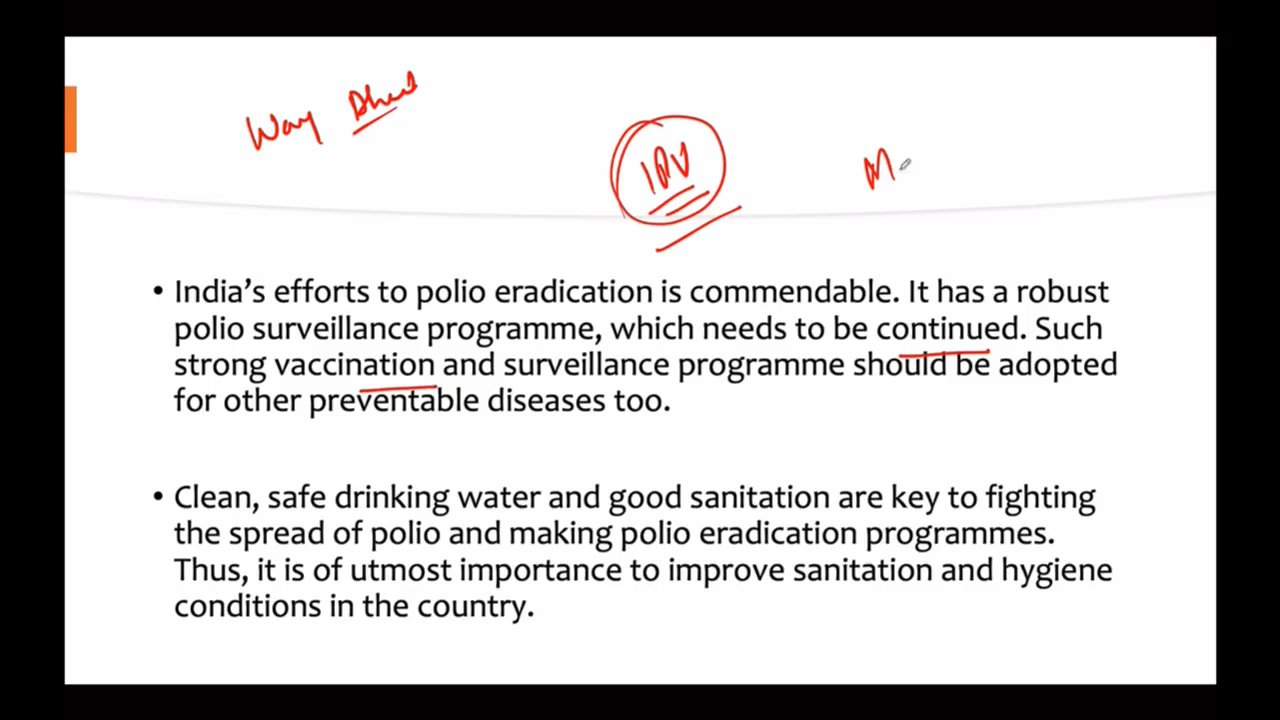 Way Ahead
IPV
M
• India's efforts to polio eradication is commendable. It has a robust
polio surveillance programme, which needs to be continued. Such
strong vaccination and surveillance programme should be adopted
for other preventable diseases too.
• Clean, safe drinking water and good sanitation are key to fighting
the spread of polio and making polio eradication programmes.
Thus, it is of utmost importance to improve sanitation and hygiene
conditions in the country.